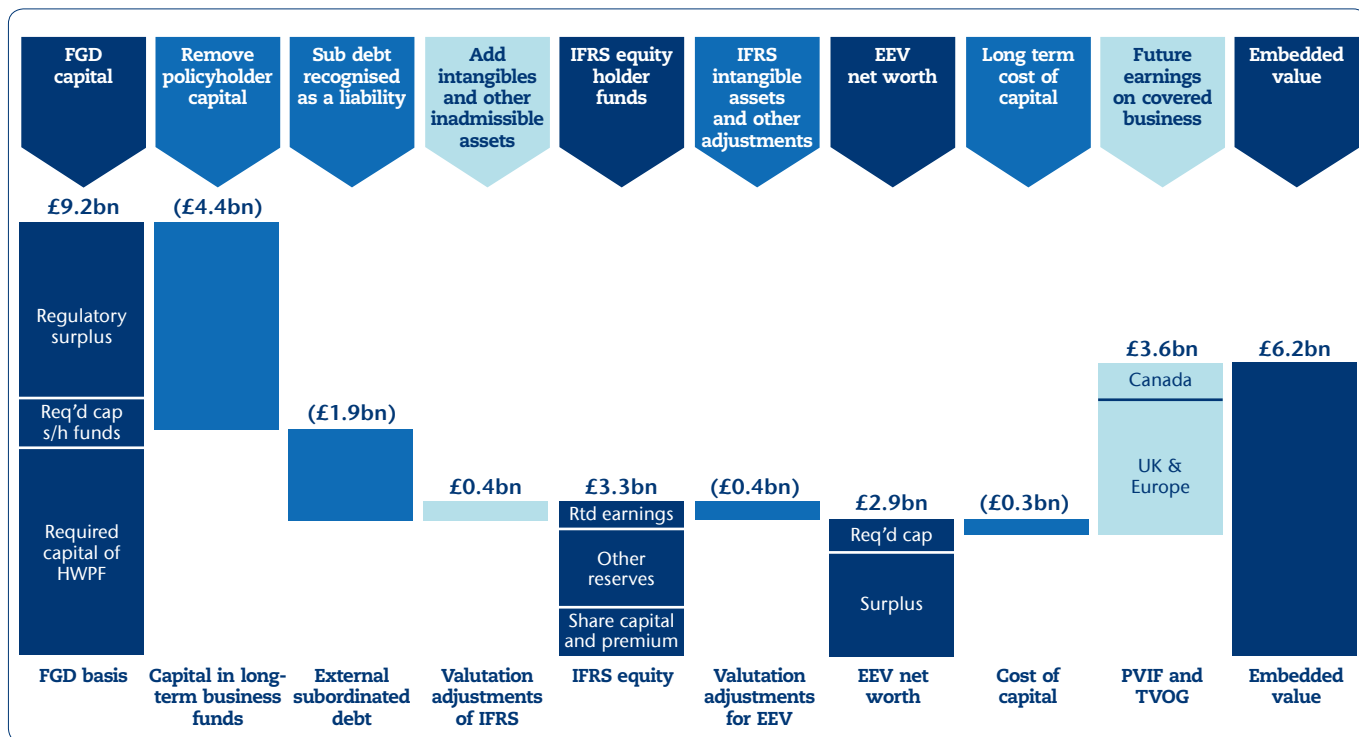 FGD
capital
Remove
policyholder
capital
Sub debt
recognised
as a liability
Add
intangibles
and other
inadmissible
assets
IFRS equity
holder
funds
IFRS
intangible
assets
and other
adjustments
EEV
net worth
Long term
cost of
capital
Future
earnings
on covered
business
Embedded
value
£9.2bn
Regulatory
surplus
Req'd cap
s/h funds
Required
capital of
HWPF
(£4.4bn)
(£1.9bn)
£0.4bn
£3.3bn
Rtd earnings
Other
reserves
Share capital
and premium
(£0.4bn)
£2.9bn
Req'd cap
Surplus
(£0.3bn)
£3.6bn
Canada
UK &
Europe
£6.2bn
FGD basis
Capital in long-
term business
funds
External
subordinated
debt
Valutation
adjustments
of IFRS
IFRS equity
Valutation
adjustments
for EEV
EEV net
worth
Cost of
capital
PVIF and
TVOG
Embedded
value